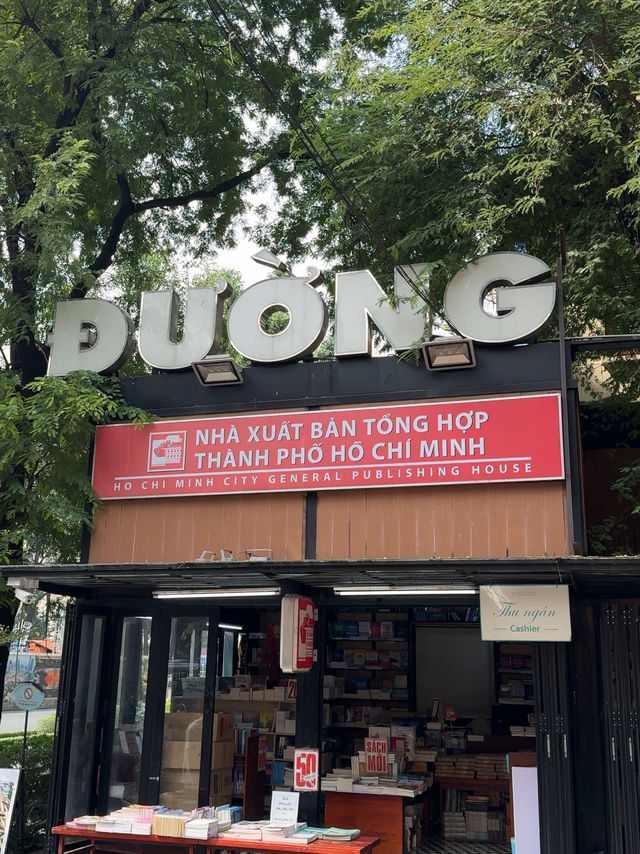 ĐƯỜNG
NHÀ XUẤT BẢN TỔNG HỢP
THÀNH PHỐ HỒ CHÍ MINH
HO CHI MINH CITY GENERAL PUBLISHING HOUSE
Thu ngân
Cashier
SÁCH
MỚI
50